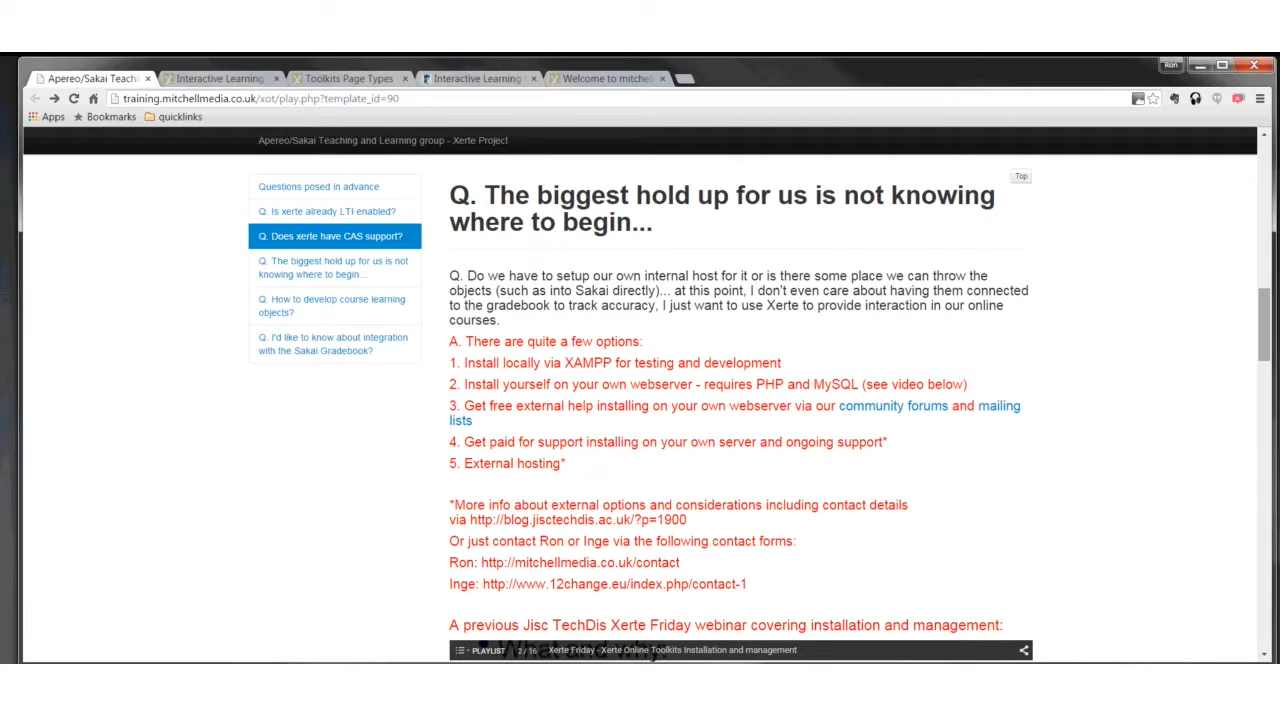 Ron
Apereo/Sakai Teachi
Interactive Learning
Toolkits Page Types
Interactive Learning
Welcome to mitchel
training.mitchellmedia.co.uk/xot/play.php?template_id=90
Apps
Bookmarks
quicklinks
Apereo/Sakai Teaching and Learning group - Xerte Project
Questions posed in advance
Q. Is xerte already LTI enabled?
Q. Does xerte have CAS support?
Q. The biggest hold up for us is not
knowing where to begin...
Q. How to develop course learning
objects?
Q. I'd like to know about integration
with the Sakai Gradebook?
Top
Q. The biggest hold up for us is not knowing
where to begin...
Q. Do we have to setup our own internal host for it or is there some place we can throw the
objects (such as into Sakai directly)... at this point, I don't even care about having them connected
to the gradebook to track accuracy, I just want to use Xerte to provide interaction in our online
courses.
A. There are quite a few options:
1. Install locally via XAMPP for testing and development
2. Install yourself on your own webserver - requires PHP and MySQL (see video below)
3. Get free external help installing on your own webserver via our community forums and mailing
lists
4. Get paid for support installing on your own server and ongoing support*
5. External hosting*
*More info about external options and considerations including contact details
via http://blog.jisctechdis.ac.uk/?p=1900
Or just contact Ron or Inge via the following contact forms:
Ron: http://mitchellmedia.co.uk/contact
Inge: http://www.12change.eu/index.php/contact-1
A previous Jisc TechDis Xerte Friday webinar covering installation and management:
What and why:
PLAYLIST 2 / 16 Xerte Friday - Xerte Online Toolkits Installation and management